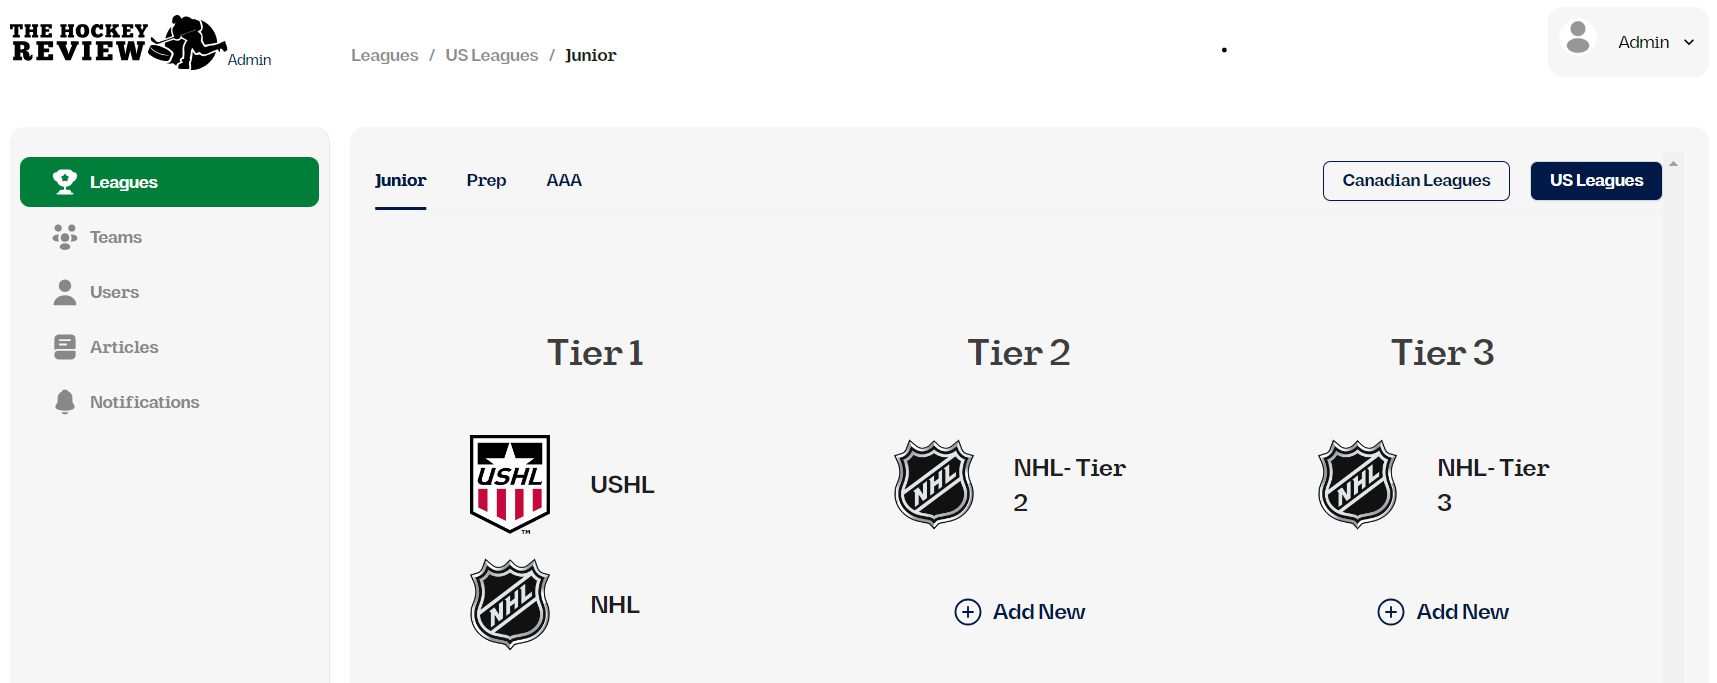 THE HOCKEY
REVIEW
Admin
Leagues / US Leagues / Junior
Admin
Leagues
Teams
Users
Articles
Notifications
Junior Prep AAA
Canadian Leagues US Leagues
Tier 1 Tier 2 Tier 3
USHL
TM
USHL
NHL
NHL- Tier
2
NHL
NHL- Tier
3
NHL
NHL
Add New
Add New